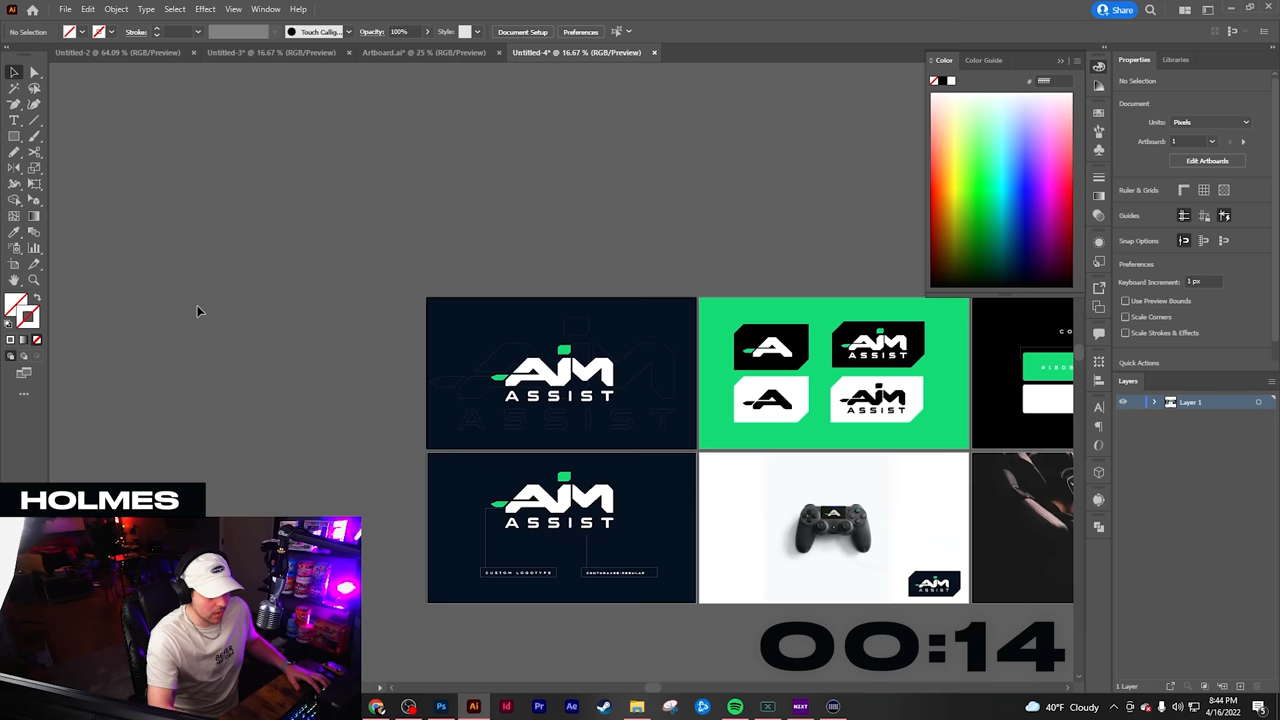 File Edit Object Type Select Effect View Window Help
Share
No Selection
Stroke:
Touch Callig...
Opacity: 100%
Style:
Document Setup
Preferences
Untitled-2 @ 64.09 % (RGB/Preview)
Untitled-3* @ 16.67 % (RGB/Preview)
Artboard.ai* @ 25 % (RGB/Preview)
Untitled-4* @ 16.67 % (RGB/Preview)
Color
Color Guide
#
Properties
Libraries
No Selection
Document
Units: Pixels
Artboard: 1
Edit Artboards
Ruler & Grids
Guides
Snap Options
Preferences
Keyboard Increment: 1 px
Use Preview Bounds
Scale Corners
Scale Strokes & Effects
Quick Actions
Layers
Layer 1
1 Layer
AIM
ASSIST
A
AIM
ASSIST
A
AIM
ASSIST
C O
AIM
ASSIST
CUSTOM LOGOTYPE
AIM
ASSIST
HOLMES
00:14
40°F Cloudy
8:44 PM
4/16/2022